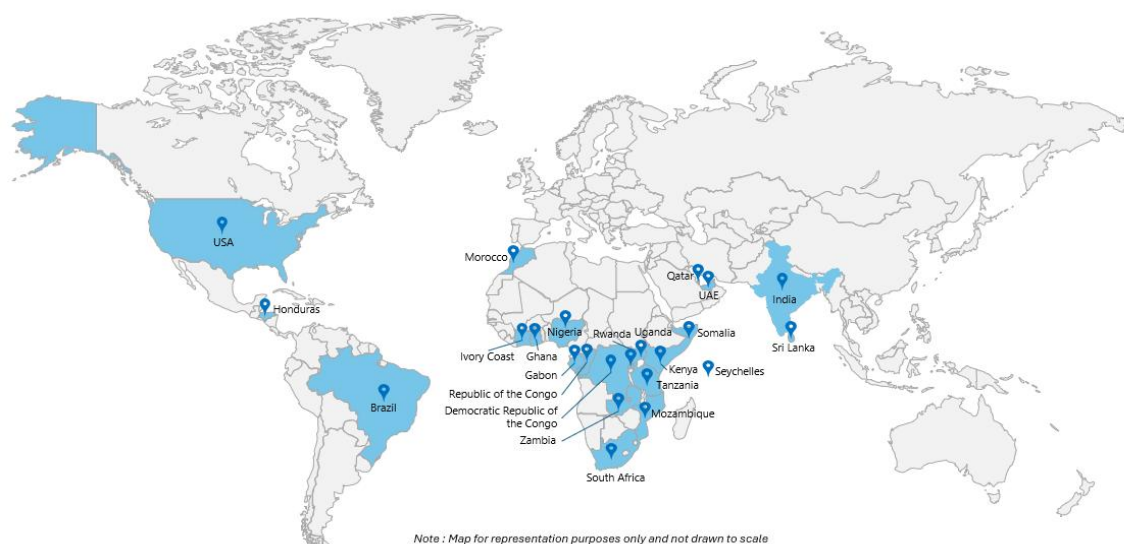 USA
Morocco
Qatar
UAE
India
Honduras
Nigeria
Rwanda
Uganda
Somalia
Ivory Coast
Ghana
Sri Lanka
Gabon
Kenya
Seychelles
Tanzania
Republic of the Congo
Brazil
Democratic Republic of
the Congo
Mozambique
Zambia
South Africa
Note : Map for representation purposes only and not drawn to scale